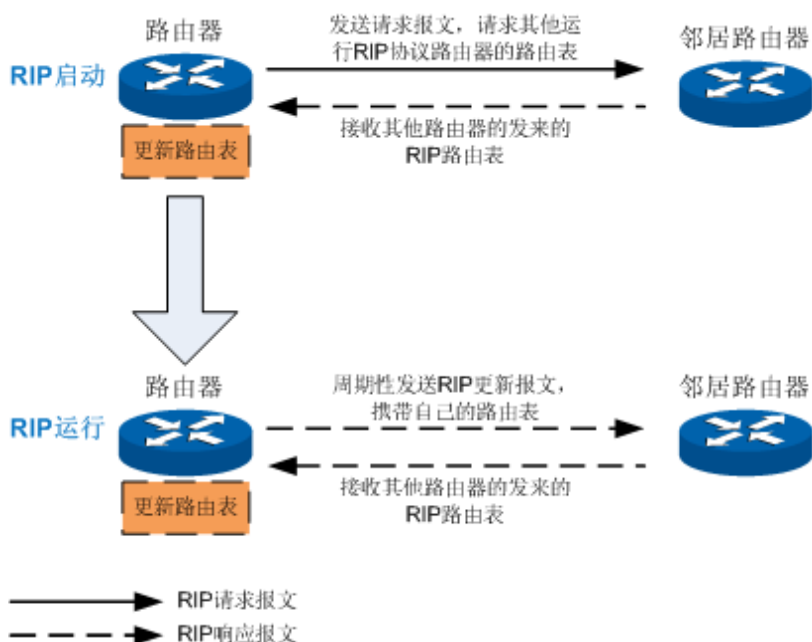 路由器
发送请求报文，请求其他运
行RIP协议路由器的路由表
邻居路由器
RIP启动
接收其他路由器的发来的
RIP路由表
更新路由表
路由器
周期性发送RIP更新报文，
携带自己的路由表
邻居路由器
RIP运行
接收其他路由器的发来的
RIP路由表
更新路由表
RIP请求报文
RIP响应报文